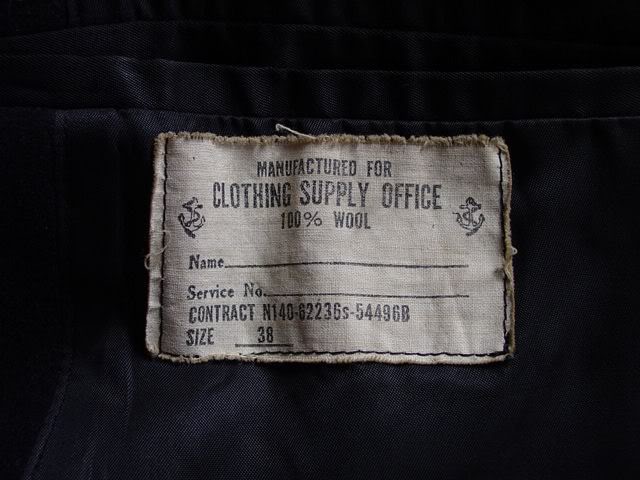 MANUFACTURED FOR
CLOTHING SUPPLY OFFICE
100% WOOL
Name
Service No.
CONTRACT N140-62236s-54496B
SIZE 38